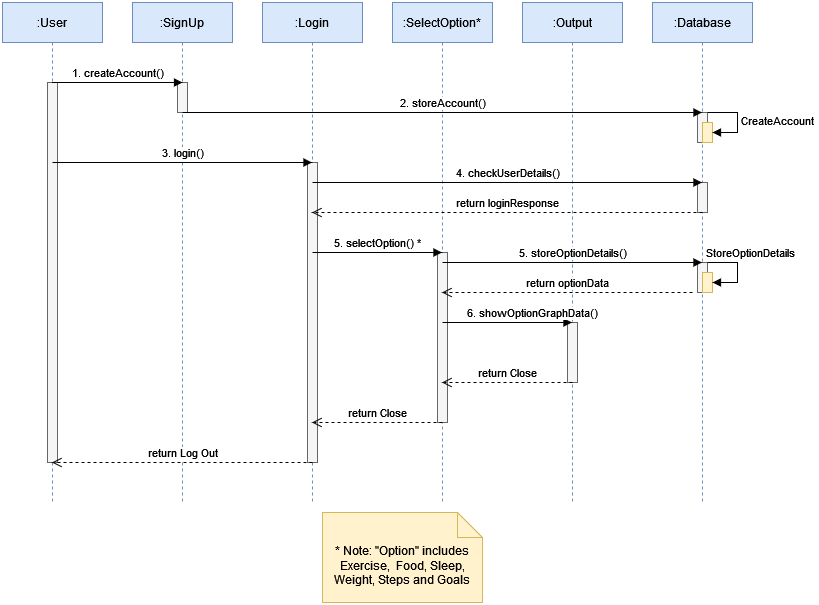 :User
:SignUp
:Login
:SelectOption*
:Output
:Database
1. createAccount()
2. storeAccount()
CreateAccount
3. login()
4. checkUserDetails()
return loginResponse
5. selectOption() *
5. storeOptionDetails()
StoreOptionDetails
return optionData
6. showOptionGraphData()
return Close
return Close
return Log Out
* Note: "Option" includes
Exercise, Food, Sleep,
Weight, Steps and Goals